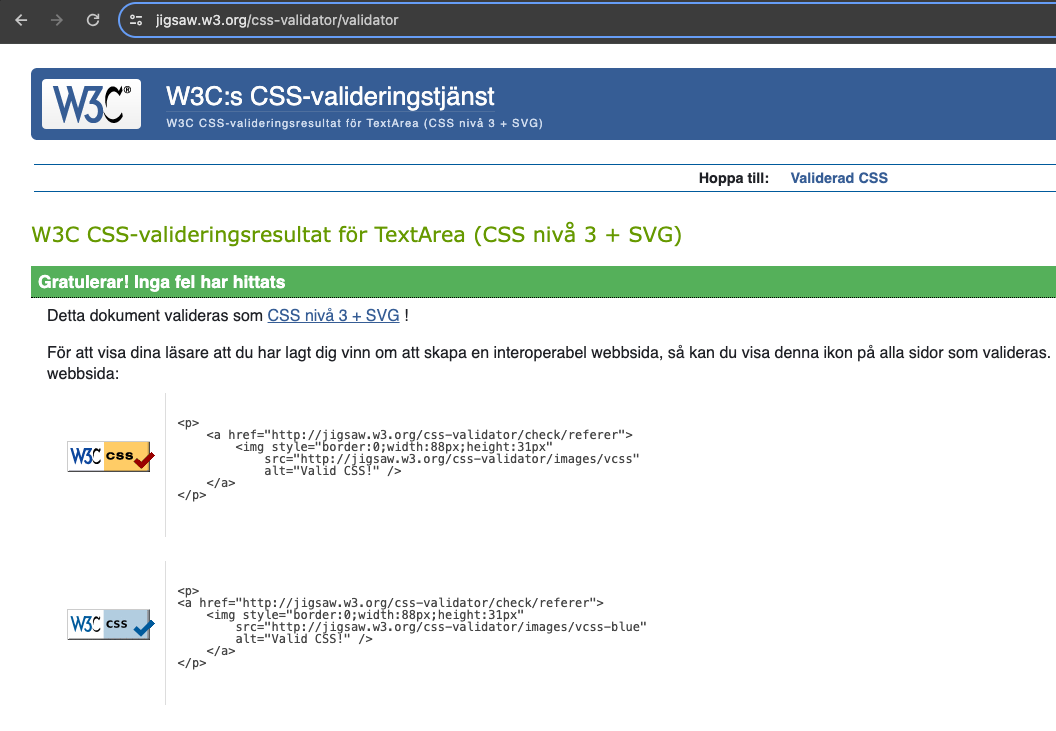 jigsaw.w3.org/css-validator/validator
W3C®
W3C:s CSS-valideringstjänst
W3C CSS-valideringsresultat för TextArea (CSS nivå 3 + SVG)
Hoppa till: Validerad CSS
W3C CSS-valideringsresultat för TextArea (CSS nivå 3 + SVG)
Gratulerar! Inga fel har hittats
Detta dokument valideras som CSS nivå 3 + SVG !
För att visa dina läsare att du har lagt dig vinn om att skapa en interoperabel webbsida, så kan du visa denna ikon på alla sidor som valideras.
webbsida:
W3C css
<p>
    <a href="http://jigsaw.w3.org/css-validator/check/referer">
        <img style="border:0;width:88px;height:31px"
            src="http://jigsaw.w3.org/css-validator/images/vcss"
            alt="Valid CSS!" />
    </a>
</p>
W3C css
<p>
<a href="http://jigsaw.w3.org/css-validator/check/referer">
    <img style="border:0;width:88px;height:31px"
        src="http://jigsaw.w3.org/css-validator/images/vcss-blue"
        alt="Valid CSS!" />
    </a>
</p>